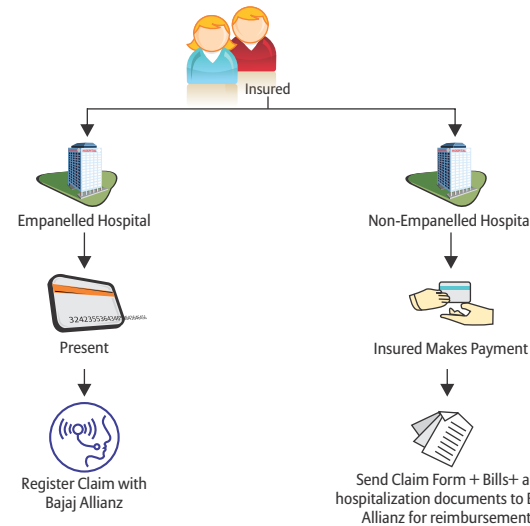 Insured
Empanelled Hospital
Non-Empanelled Hospita
Present
Insured Makes Payment
Register Claim with
Bajaj Allianz
Send Claim Form + Bills+ a
hospitalization documents to
Allianz for reimbursement